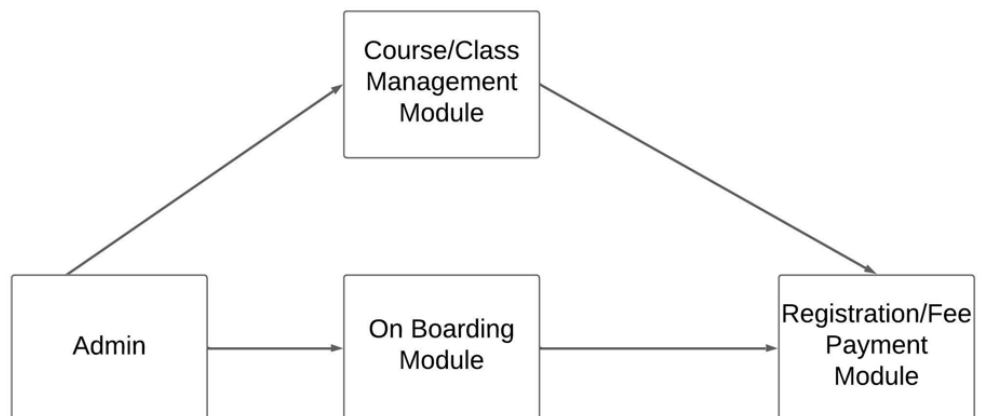 Course/Class
Management
Module
Admin
On Boarding
Module
Registration/Fee
Payment
Module